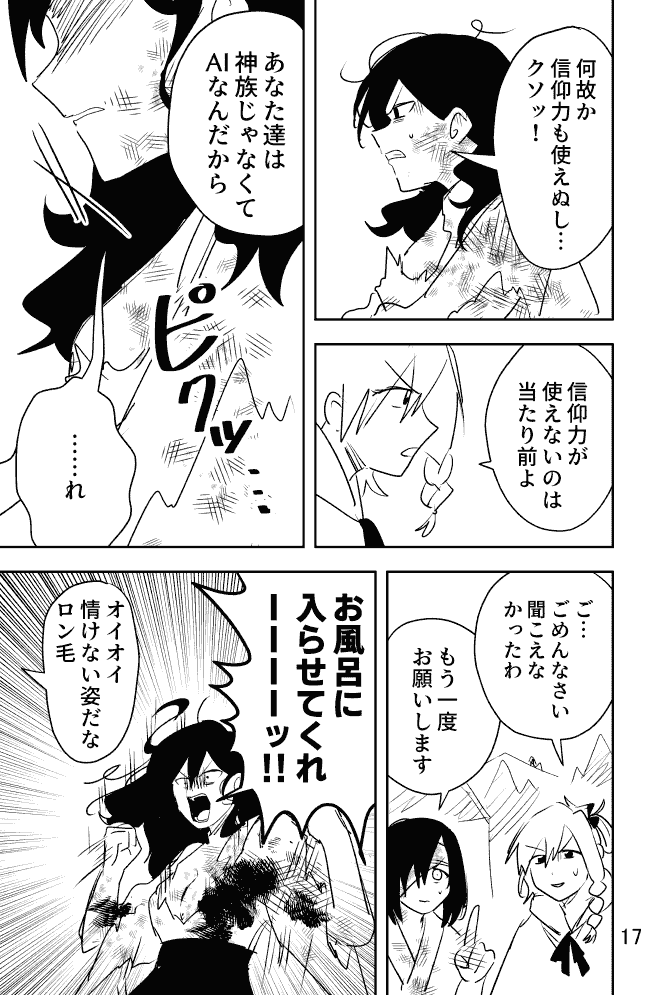 何故か
信仰力も使えぬし…
クソッ！
信仰力が
使えないのは
当たり前よ
あなた達は
神族じゃなくて
AIなんだから
ピクッ…
……れ
ご…
ごめんなさい
聞こえな
かったわ
もう一度
お願いします
お風呂に
入らせてくれ
ーーーーッ!!
オイオイ
情けない姿だな
ロン毛
17